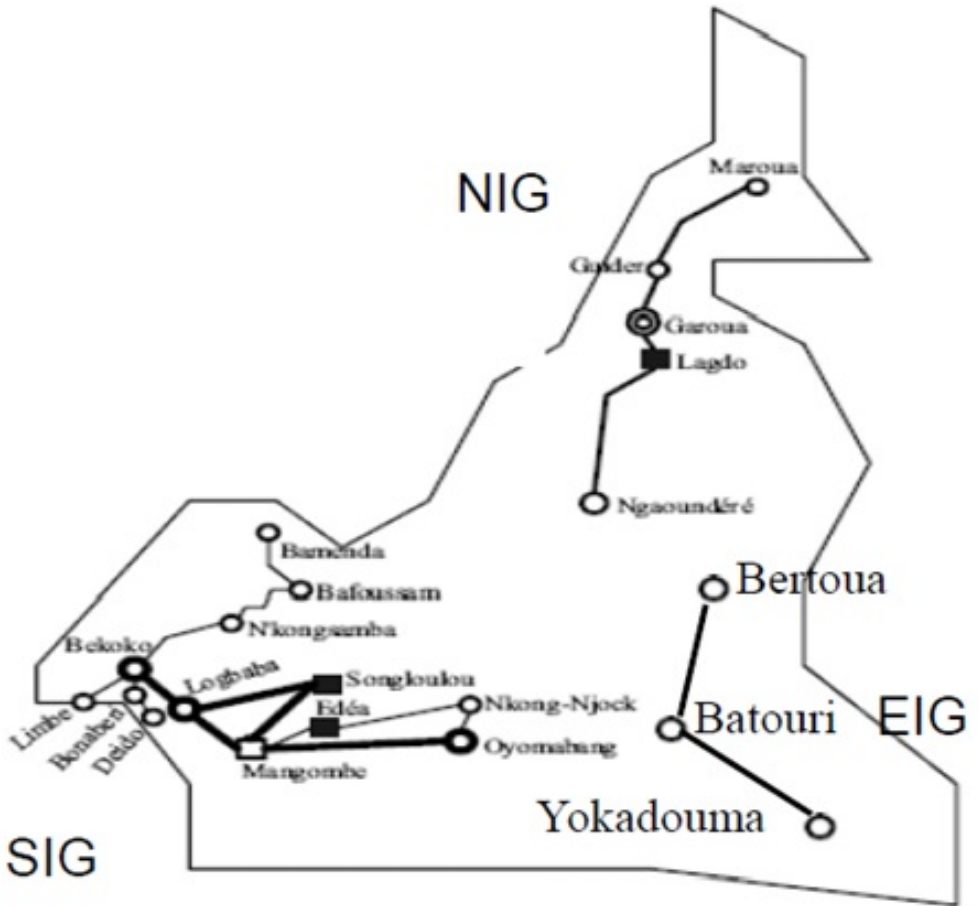 Maroua
NIG
Guider
Garoua
Lagdo
Ngaoundéré
Bamenda
Bertoua
Bafoussam
N'kongsamba
Bekoko
Logbaba
Songloulou
Edéa
Nkong-Njock
Limbe
Bonaberi
Deido
Batouri
EIG
Oyomabang
Mangombe
Yokadouma
SIG